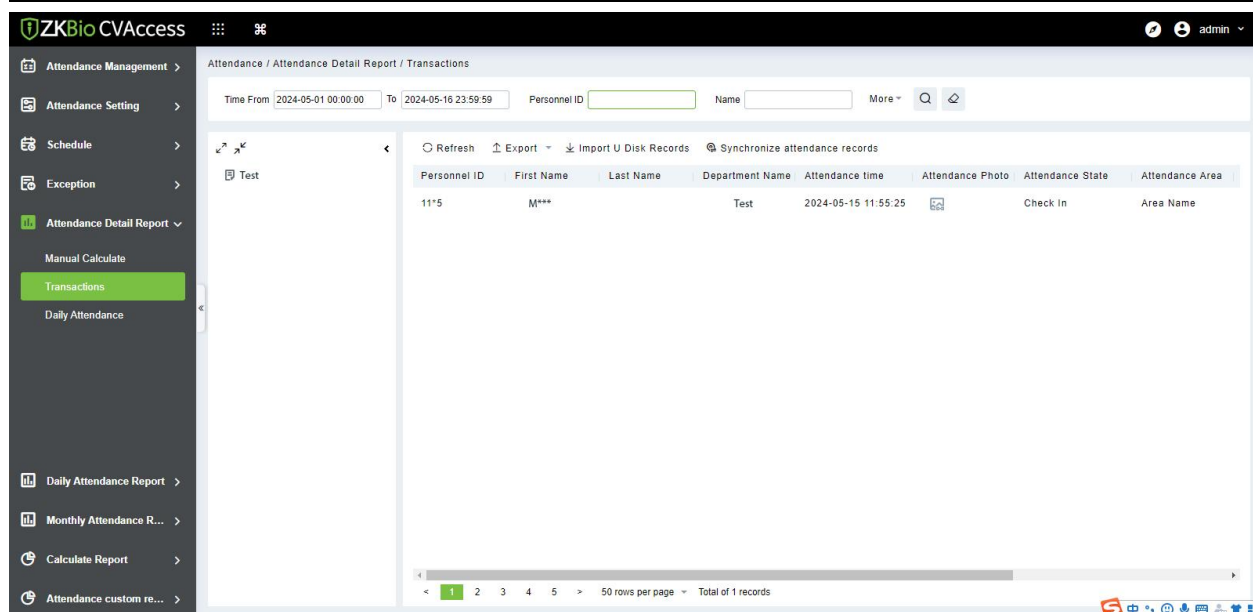 ZKBio CVAccess
admin
Attendance Management
Attendance Setting
Schedule
Exception
Attendance Detail Report
Manual Calculate
Transactions
Daily Attendance
Daily Attendance Report
Monthly Attendance R...
Calculate Report
Attendance custom re...
Attendance / Attendance Detail Report / Transactions
Time From 2024-05-01 00:00:00 To 2024-05-16 23:59:59 Personnel ID Name More
Test
Refresh Export Import U Disk Records Synchronize attendance records
Personnel ID First Name Last Name Department Name Attendance time Attendance Photo Attendance State Attendance Area
11*5 M*** Test 2024-05-15 11:55:25 Check In Area Name
< 1 2 3 4 5 > 50 rows per page Total of 1 records
中